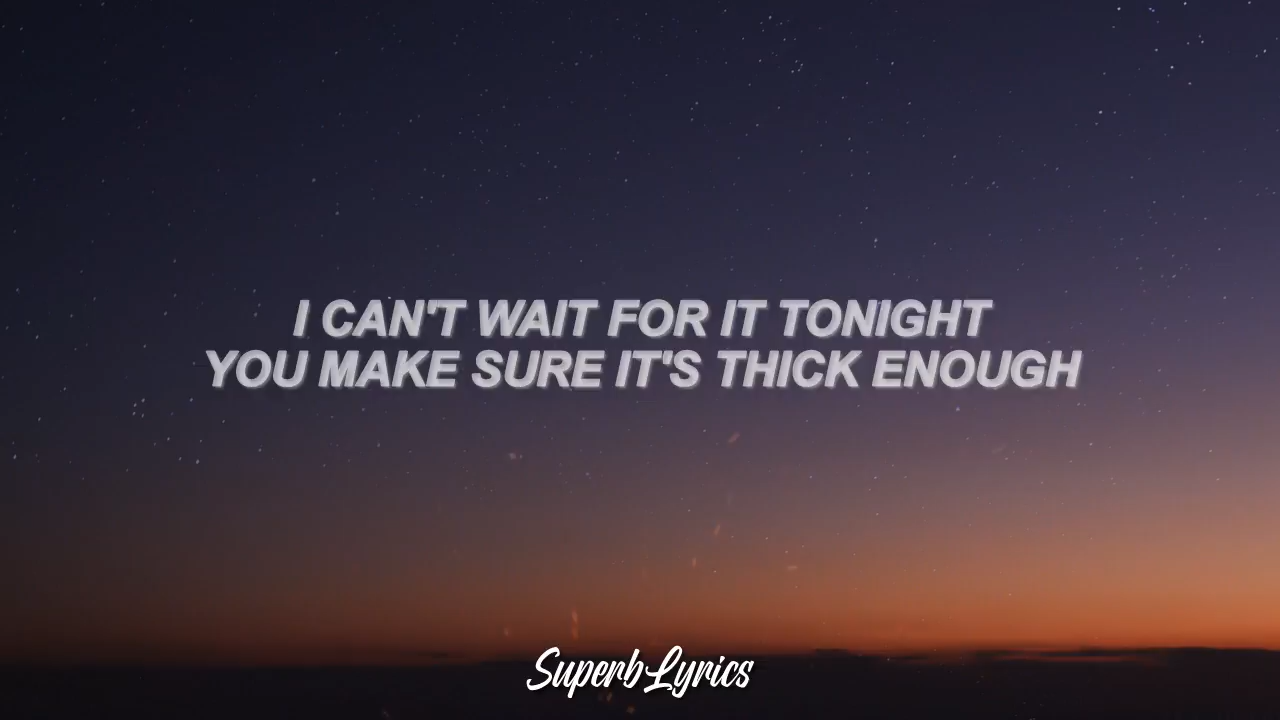 I CAN'T WAIT FOR IT TONIGHT
YOU MAKE SURE IT'S THICK ENOUGH
SuperbLyrics